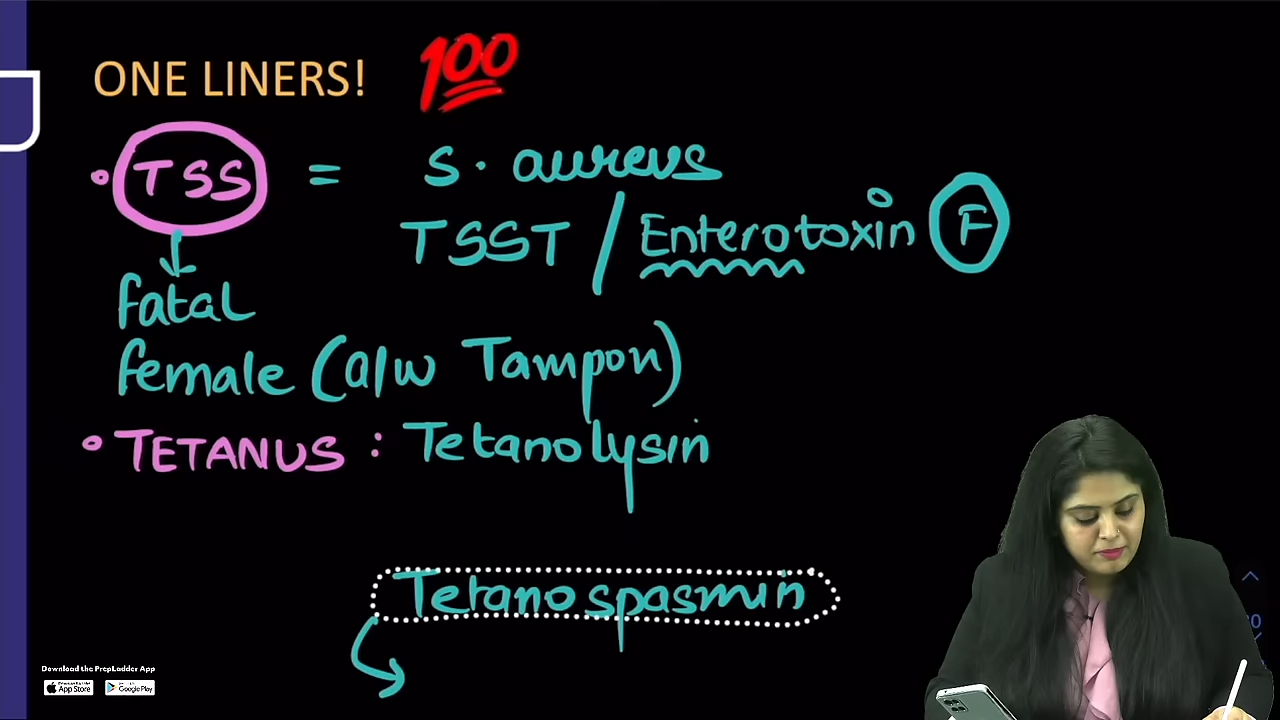 ONE LINERS! 100
• TSS = S. aureus
TSST / Enterotoxin F
fatal
female (a/w Tampon)
• TETANUS : Tetanolysin
Tetanospasmin
Download the PrepLadder App
App Store Google Play